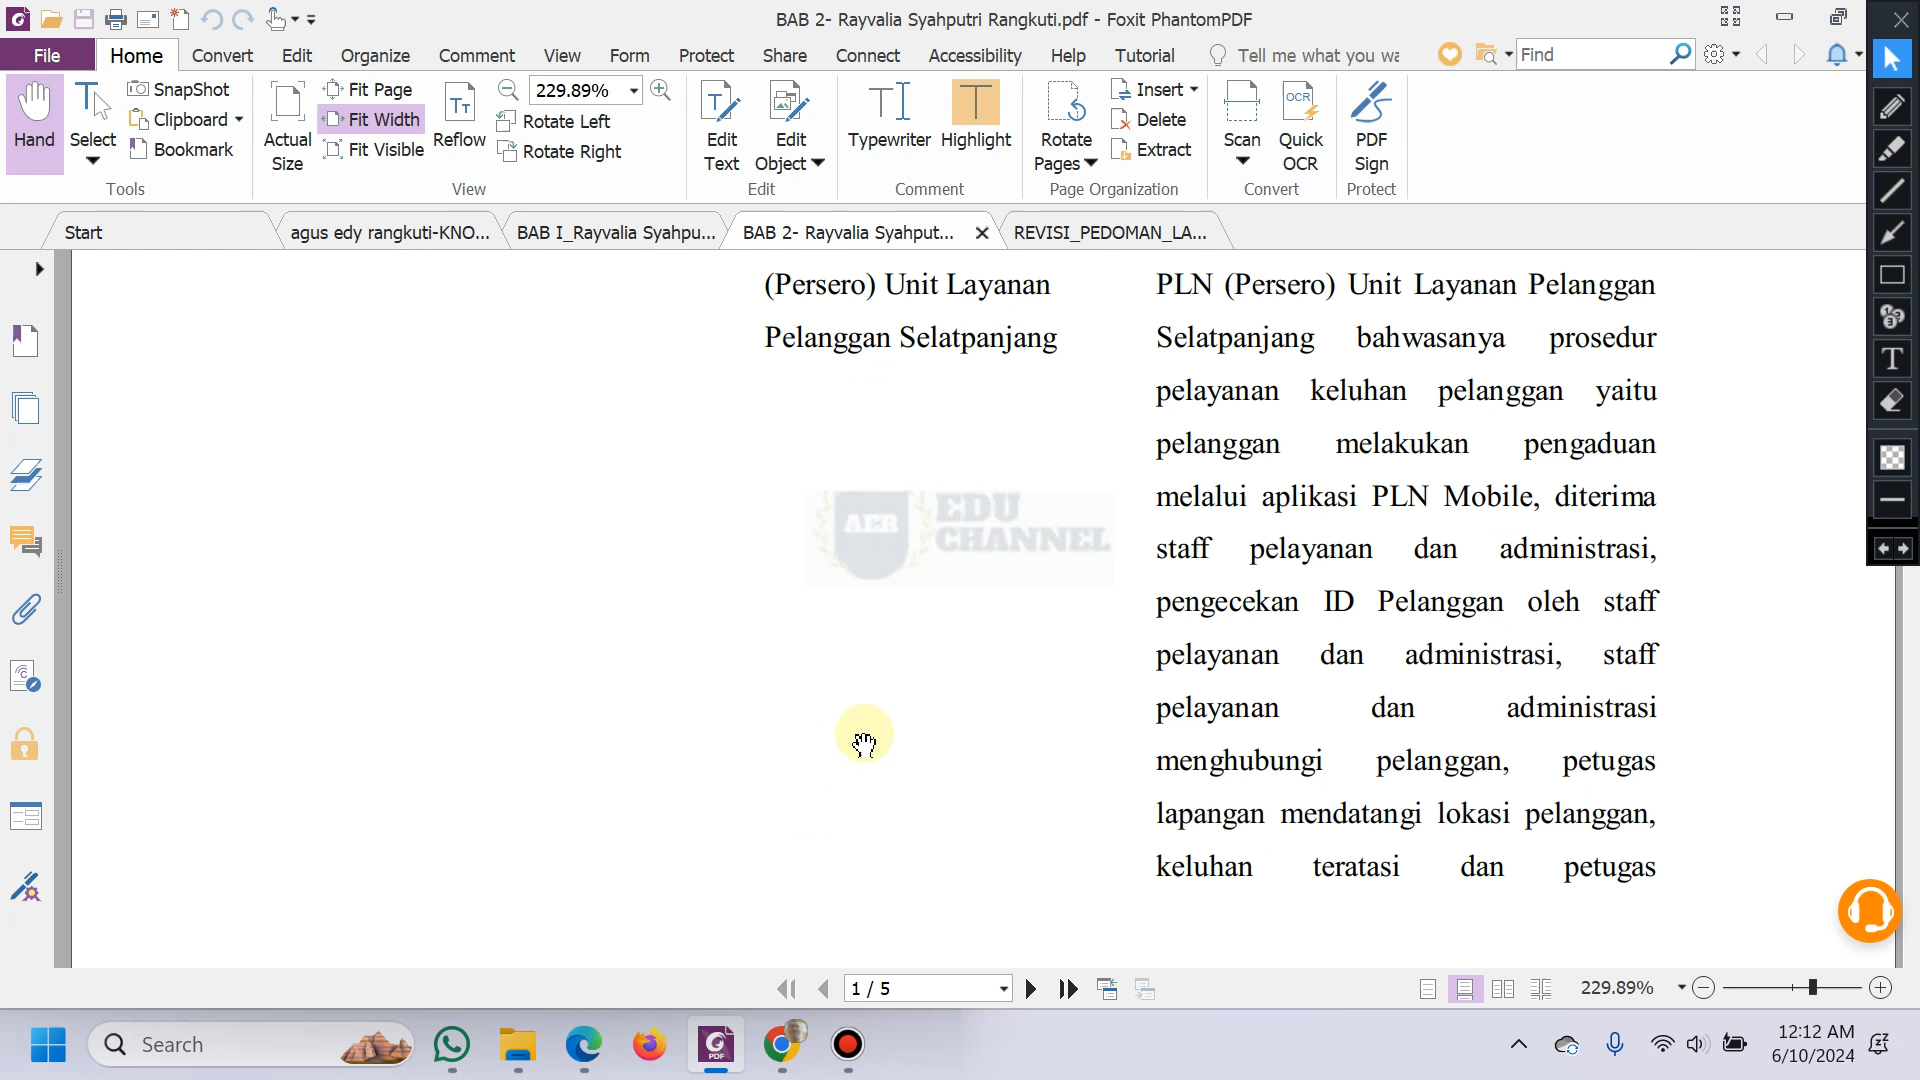 BAB 2- Rayvalia Syahputri Rangkuti.pdf - Foxit PhantomPDF
File Home Convert Edit Organize Comment View Form Protect Share Connect Accessibility Help Tutorial Tell me what you wa Find
SnapShot
Clipboard
Bookmark
Hand Select
Tools
Actual Size
Fit Page
Fit Width
Fit Visible
Reflow
229.89%
Rotate Left
Rotate Right
View
Edit Text
Edit Object
Edit
Typewriter Highlight
Comment
Rotate Pages
Insert
Delete
Extract
Page Organization
Scan
OCR
Quick OCR
Convert
PDF Sign
Protect
Start agus edy rangkuti-KNO... BAB I_Rayvalia Syahpu... BAB 2- Rayvalia Syahput... REVISI_PEDOMAN_LA...
(Persero) Unit Layanan
Pelanggan Selatpanjang
PLN (Persero) Unit Layanan Pelanggan
Selatpanjang bahwasanya prosedur
pelayanan keluhan pelanggan yaitu
pelanggan melakukan pengaduan
melalui aplikasi PLN Mobile, diterima
staff pelayanan dan administrasi,
pengecekan ID Pelanggan oleh staff
pelayanan dan administrasi, staff
pelayanan dan administrasi
menghubungi pelanggan, petugas
lapangan mendatangi lokasi pelanggan,
keluhan teratasi dan petugas
AER
EDU
CHANNEL
1 / 5
229.89%
Search
PDF
12:12 AM
6/10/2024